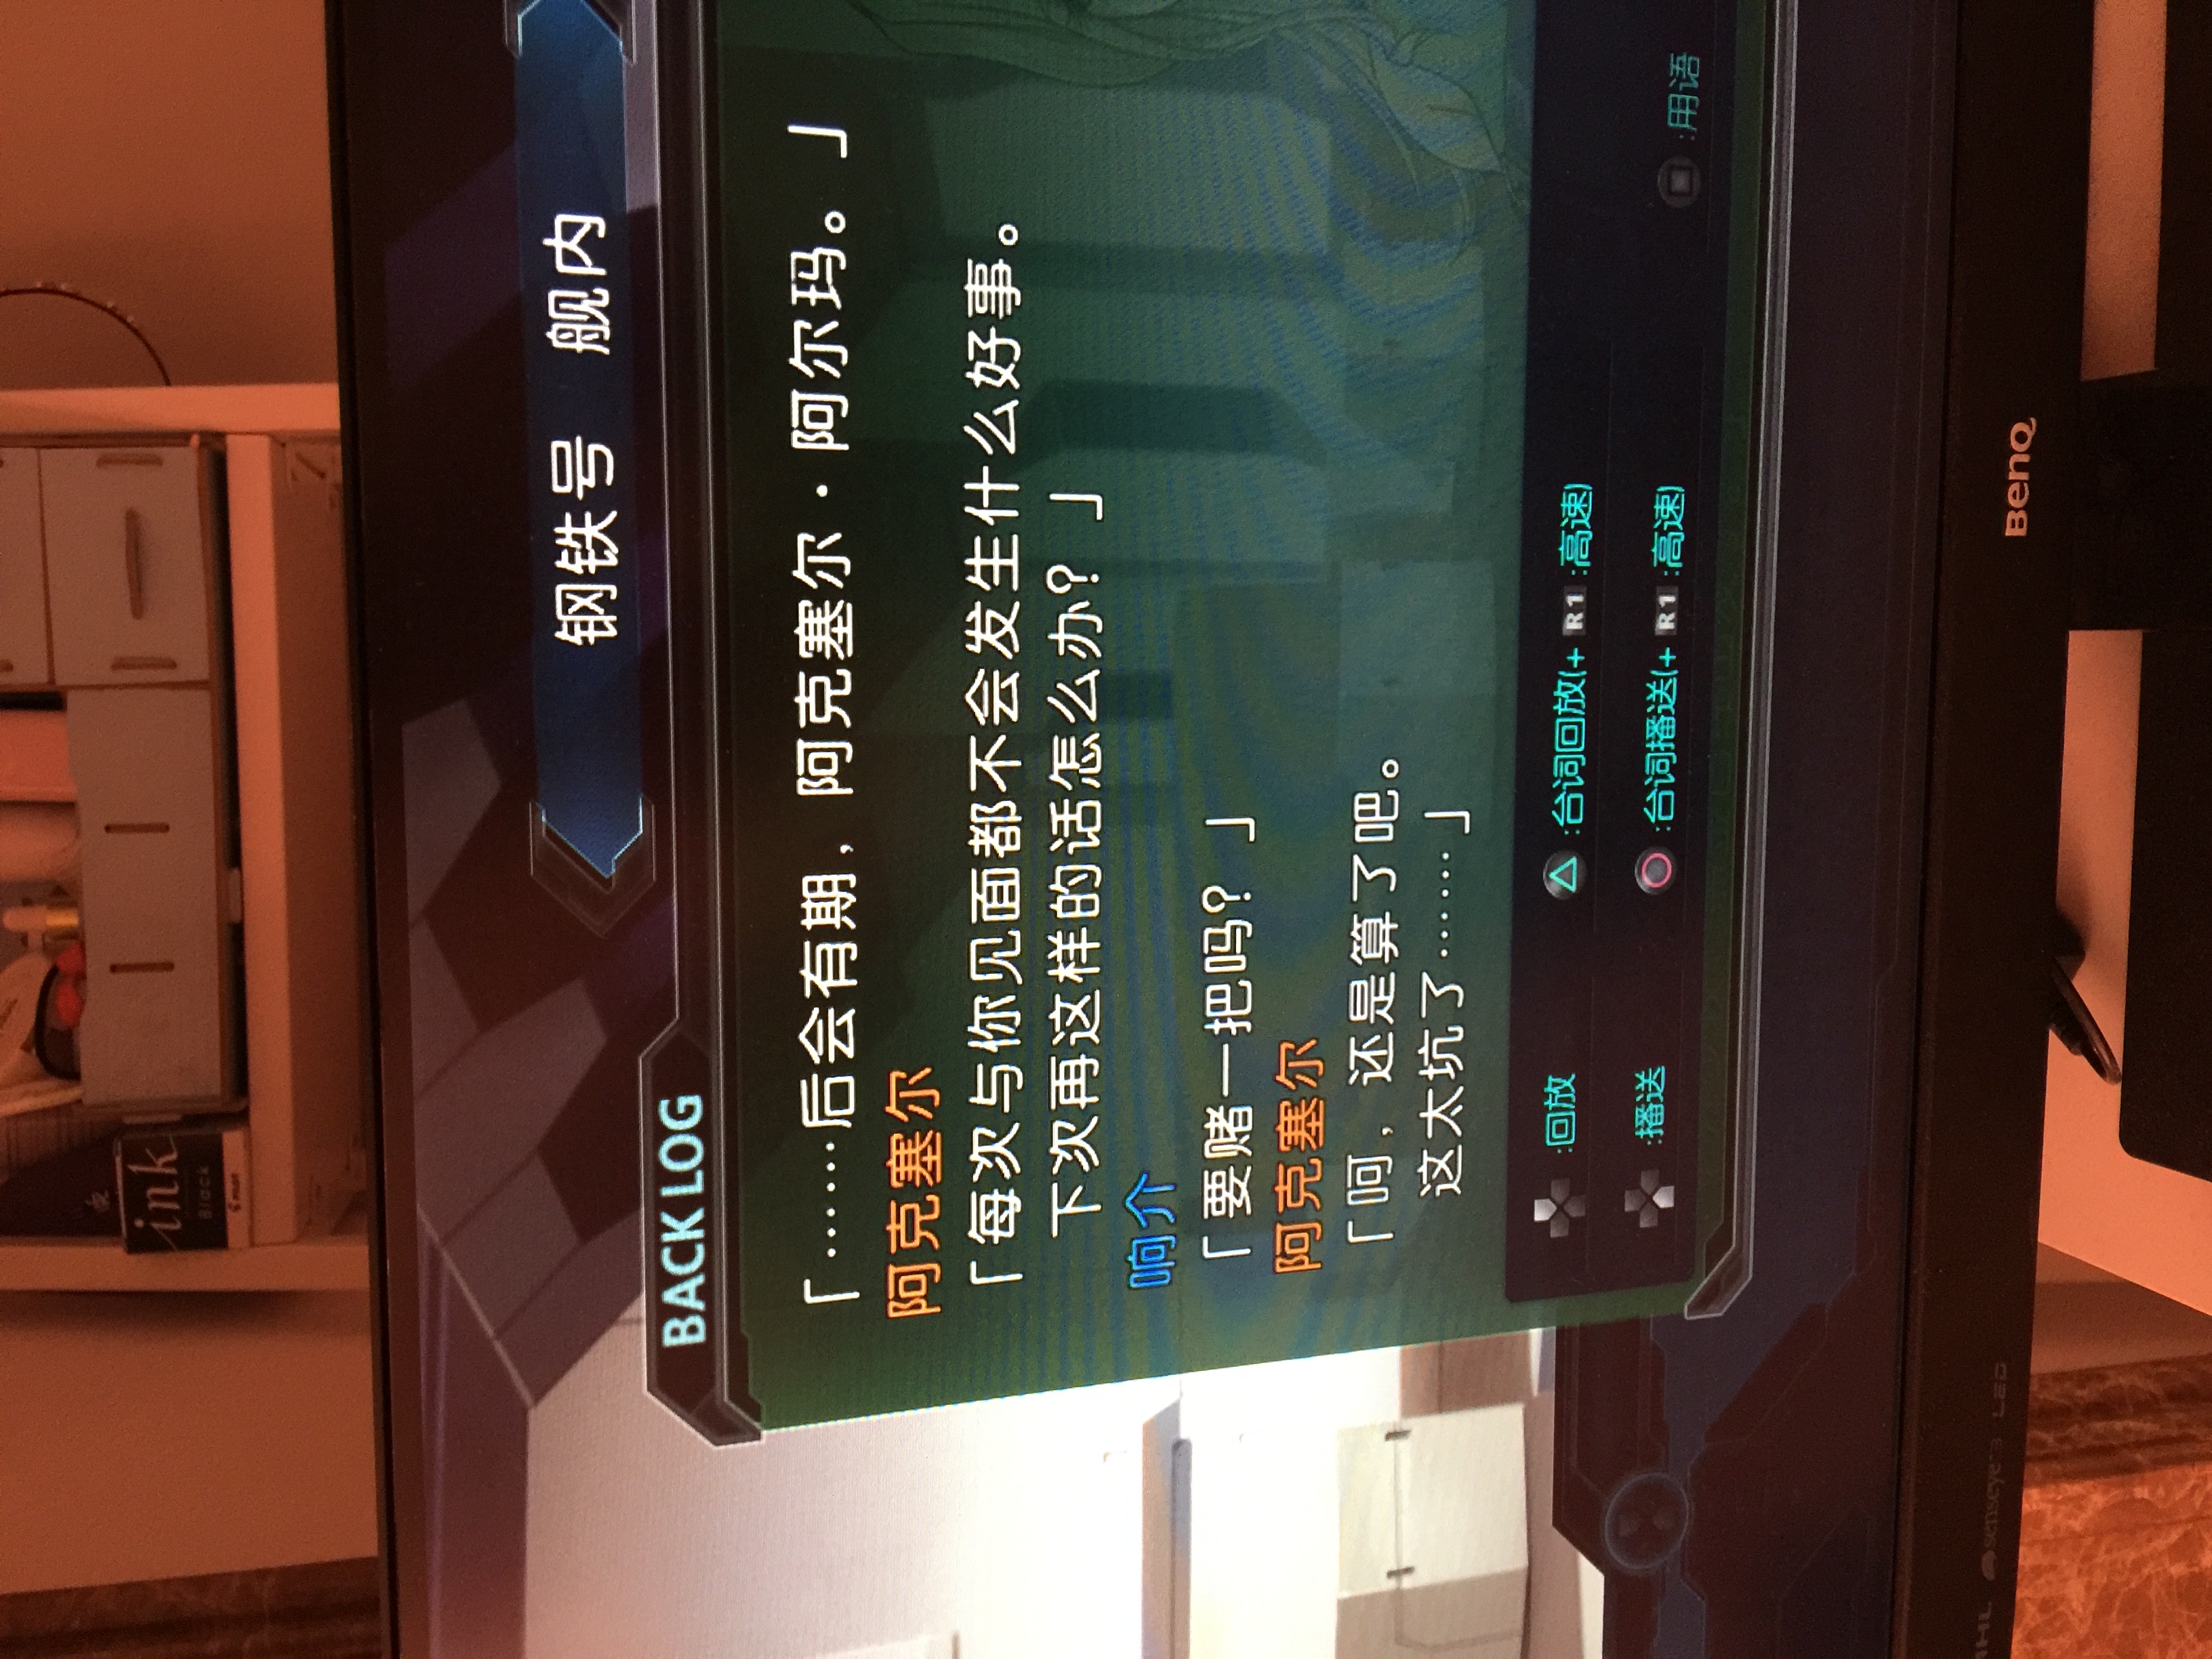 ink
Black
PILOT
钢铁号 舰内
BACK LOG
「……后会有期，阿克塞尔·阿尔玛。」
阿克塞尔
「每次与你见面都不会发生什么好事。
下次再这样的话怎么办？」
响介
「要赌一把吗？」
阿克塞尔
「呵，还是算了吧。
这太坑了……」
:回放
:台词回放(+ R1 :高速)
:播送
:台词播送(+ R1 :高速)
:用语
senseye 3 LED
BenQ